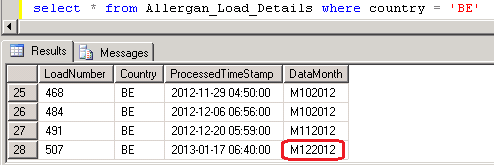 select * from Allergan_Load_Details where country = 'BE'
Results Messages
LoadNumber Country ProcessedTimeStamp DataMonth
25 468 BE 2012-11-29 04:50:00 M102012
26 484 BE 2012-12-06 06:56:00 M102012
27 491 BE 2012-12-20 05:59:00 M112012
28 507 BE 2013-01-17 06:40:00 M122012